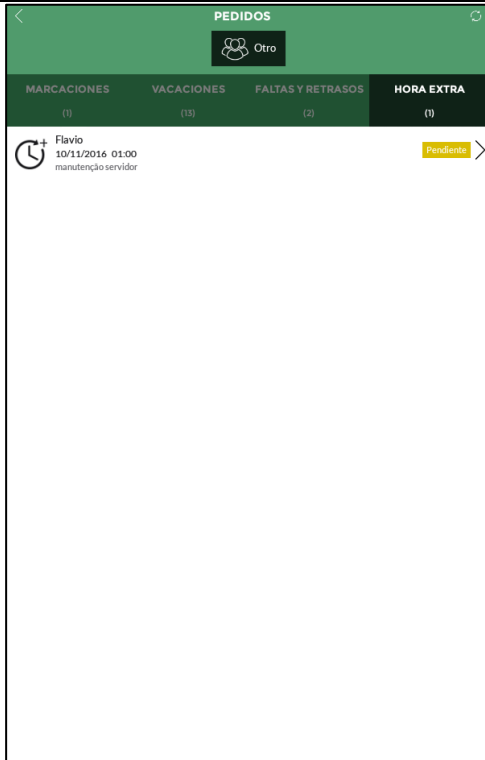 PEDIDOS
Otro
MARCACIONES VACACIONES FALTAS Y RETRASOS HORA EXTRA
(1) (13) (2) (1)
Flavio
10/11/2016 01:00 Pendiente
manutenção servidor